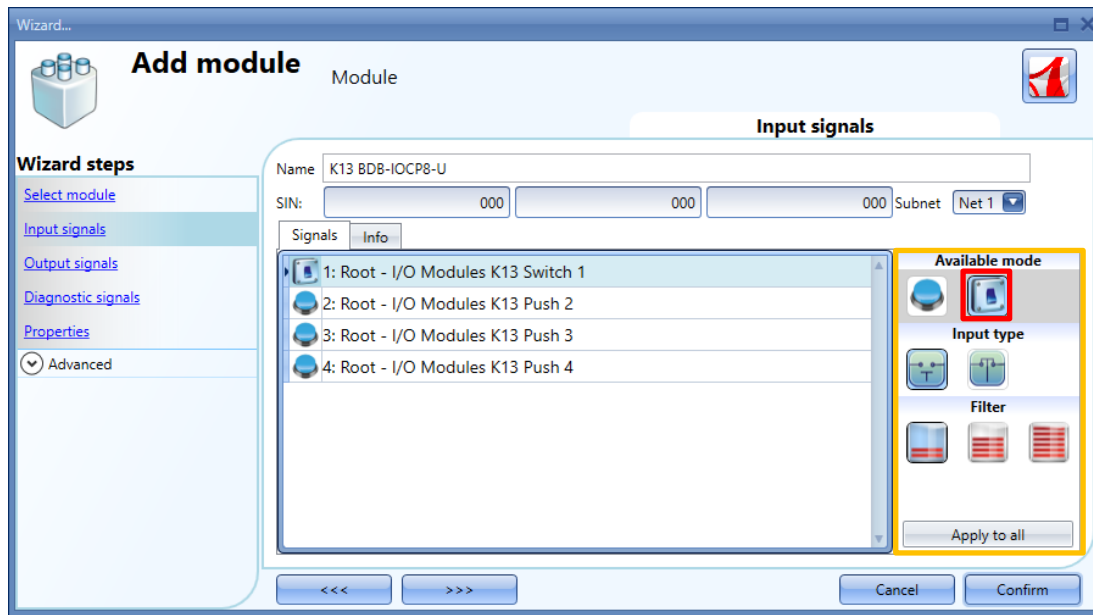 Wizard...
Add module
Module
Input signals
Wizard steps
Select module
Input signals
Output signals
Diagnostic signals
Properties
Advanced
Name K13 BDB-IOCP8-U
SIN: 000 000 000 Subnet Net 1
Signals Info
1: Root - I/O Modules K13 Switch 1
2: Root - I/O Modules K13 Push 2
3: Root - I/O Modules K13 Push 3
4: Root - I/O Modules K13 Push 4
Available mode
Input type
Filter
Apply to all
<<< >>> Cancel Confirm